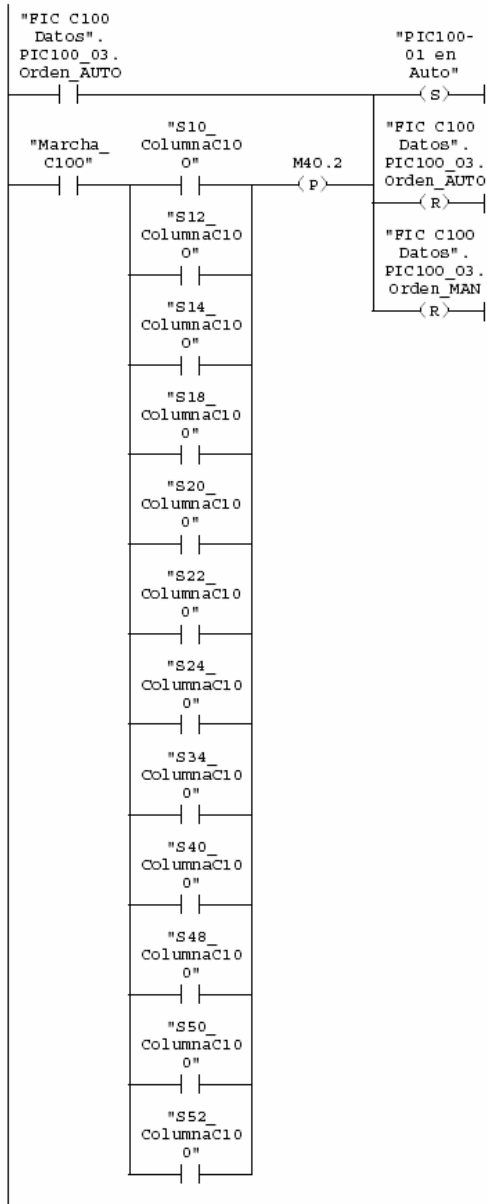 "FIC C100
Datos".
PIC100_03.
Orden_AUTO
"PIC100-
01 en
Auto"
S
"Marcha_
C100"
"S10_
ColumnaC10
0"
M40.2
P
"FIC C100
Datos".
PIC100_03.
Orden_AUTO
R
"S12_
ColumnaC10
0"
"FIC C100
Datos".
PIC100_03.
Orden_MAN
R
"S14_
ColumnaC10
0"
"S18_
ColumnaC10
0"
"S20_
ColumnaC10
0"
"S22_
ColumnaC10
0"
"S24_
ColumnaC10
0"
"S34_
ColumnaC10
0"
"S40_
ColumnaC10
0"
"S48_
ColumnaC10
0"
"S50_
ColumnaC10
0"
"S52_
ColumnaC10
0"